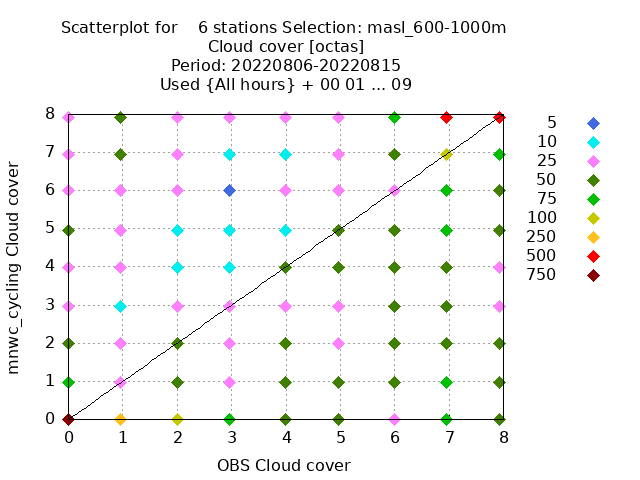 Scatterplot for    6 stations Selection: masl_600-1000m
Cloud cover [octas]
Period: 20220806-20220815
Used {All hours} + 00 01 ... 09
mnwc_cycling Cloud cover
8
7
6
5
4
3
2
1
0
0 1 2 3 4 5 6 7 8
OBS Cloud cover
5
10
25
50
75
100
250
500
750